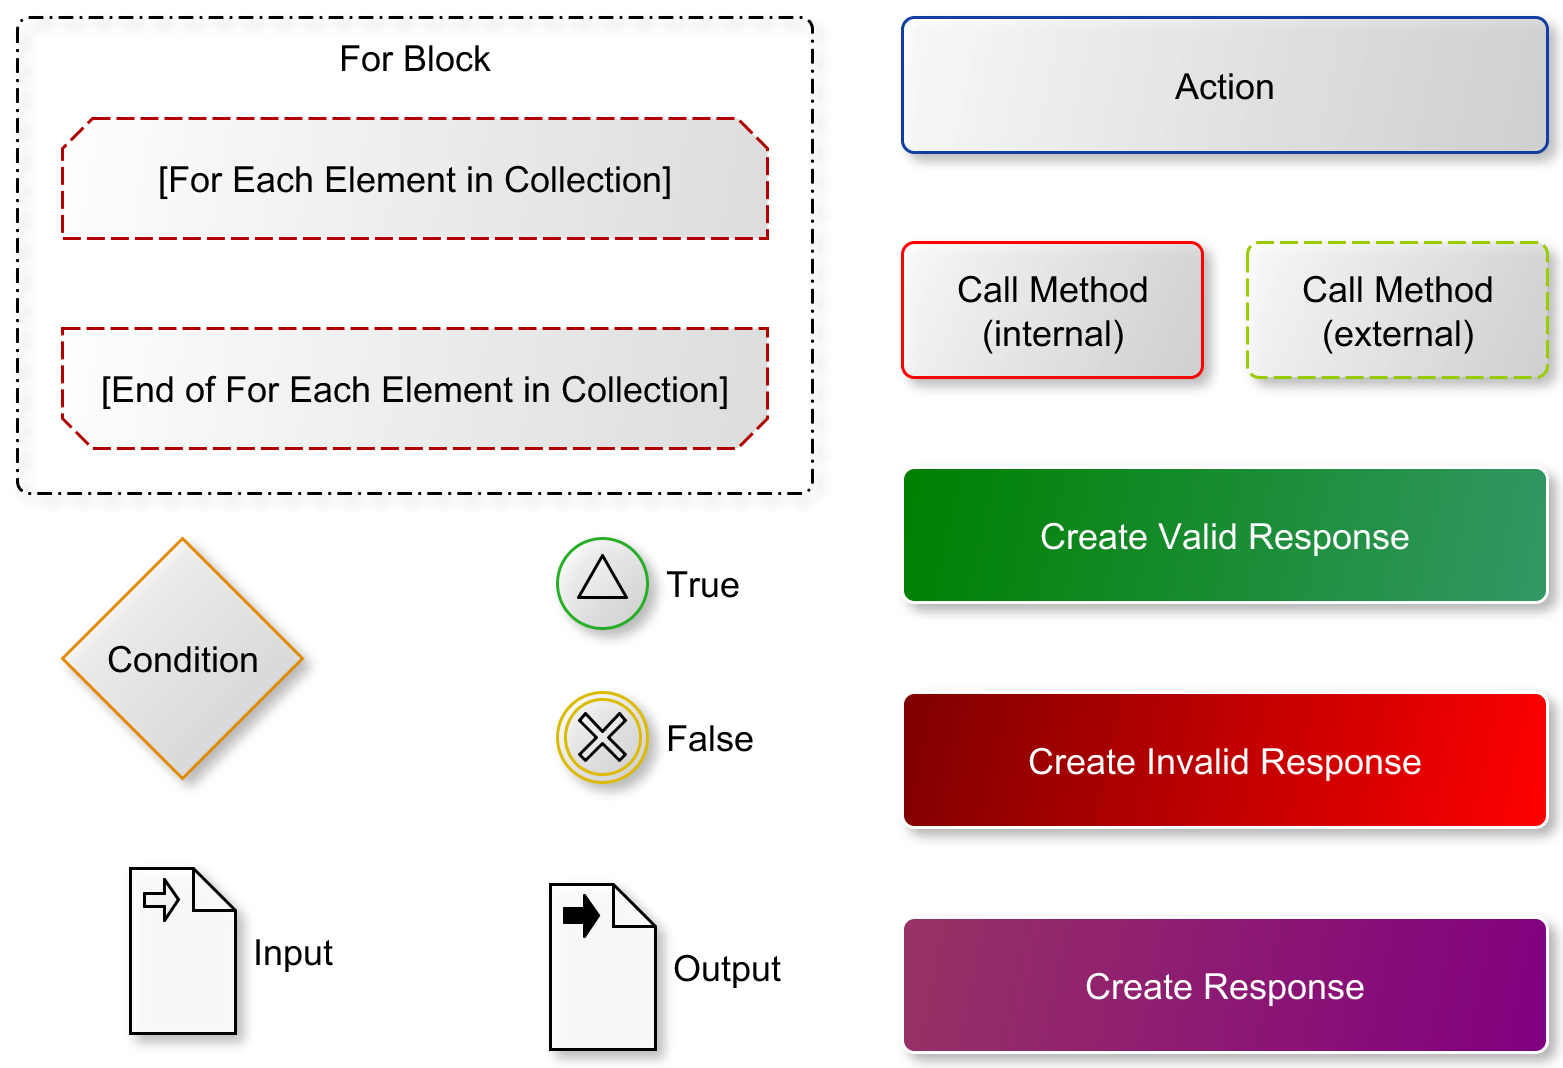 For Block
[For Each Element in Collection]
[End of For Each Element in Collection]
Condition
True
False
Input
Output
Action
Call Method
(internal)
Call Method
(external)
Create Valid Response
Create Invalid Response
Create Response